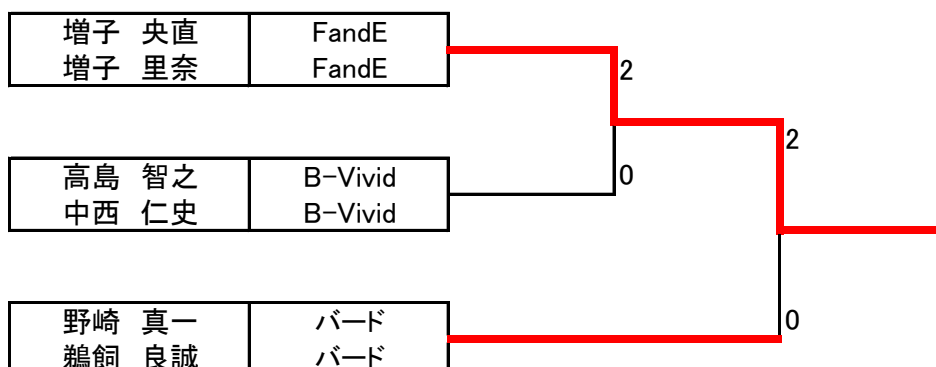 増子　央直 FandE
増子　里奈 FandE
2
2
高島　智之 B-Vivid
0
中西　仁史 B-Vivid
野崎　真一 バード
0
鵜飼　良誠 バード